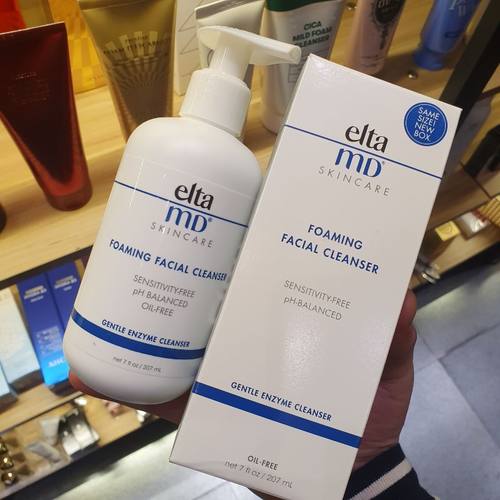 CICA
MILD FOAM
CLEANSER
elta
MD®
SKINCARE
FOAMING FACIAL CLEANSER
SENSITIVITY-FREE
pH BALANCED
OIL-FREE
GENTLE ENZYME CLEANSER
net 7 fl oz / 207 mL
SAME
SIZE!
NEW
BOX
elta
MD®
SKINCARE
FOAMING
FACIAL CLEANSER
SENSITIVITY-FREE
pH-BALANCED
GENTLE ENZYME CLEANSER
OIL-FREE
net 7 fl oz / 207 mL